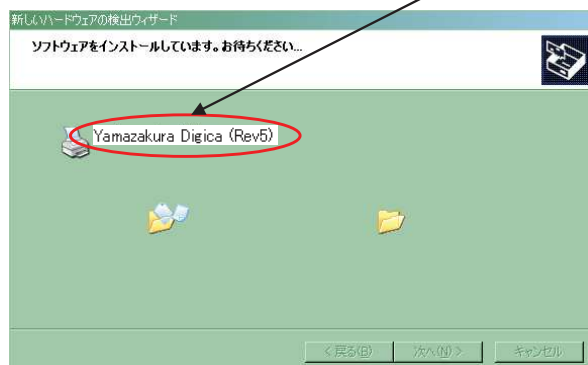 新しいハードウェアの検出ウィザード
ソフトウェアをインストールしています。お待ちください...
Yamazakura Digica (Rev5)
< 戻る(B)
次へ(N) >
キャンセル